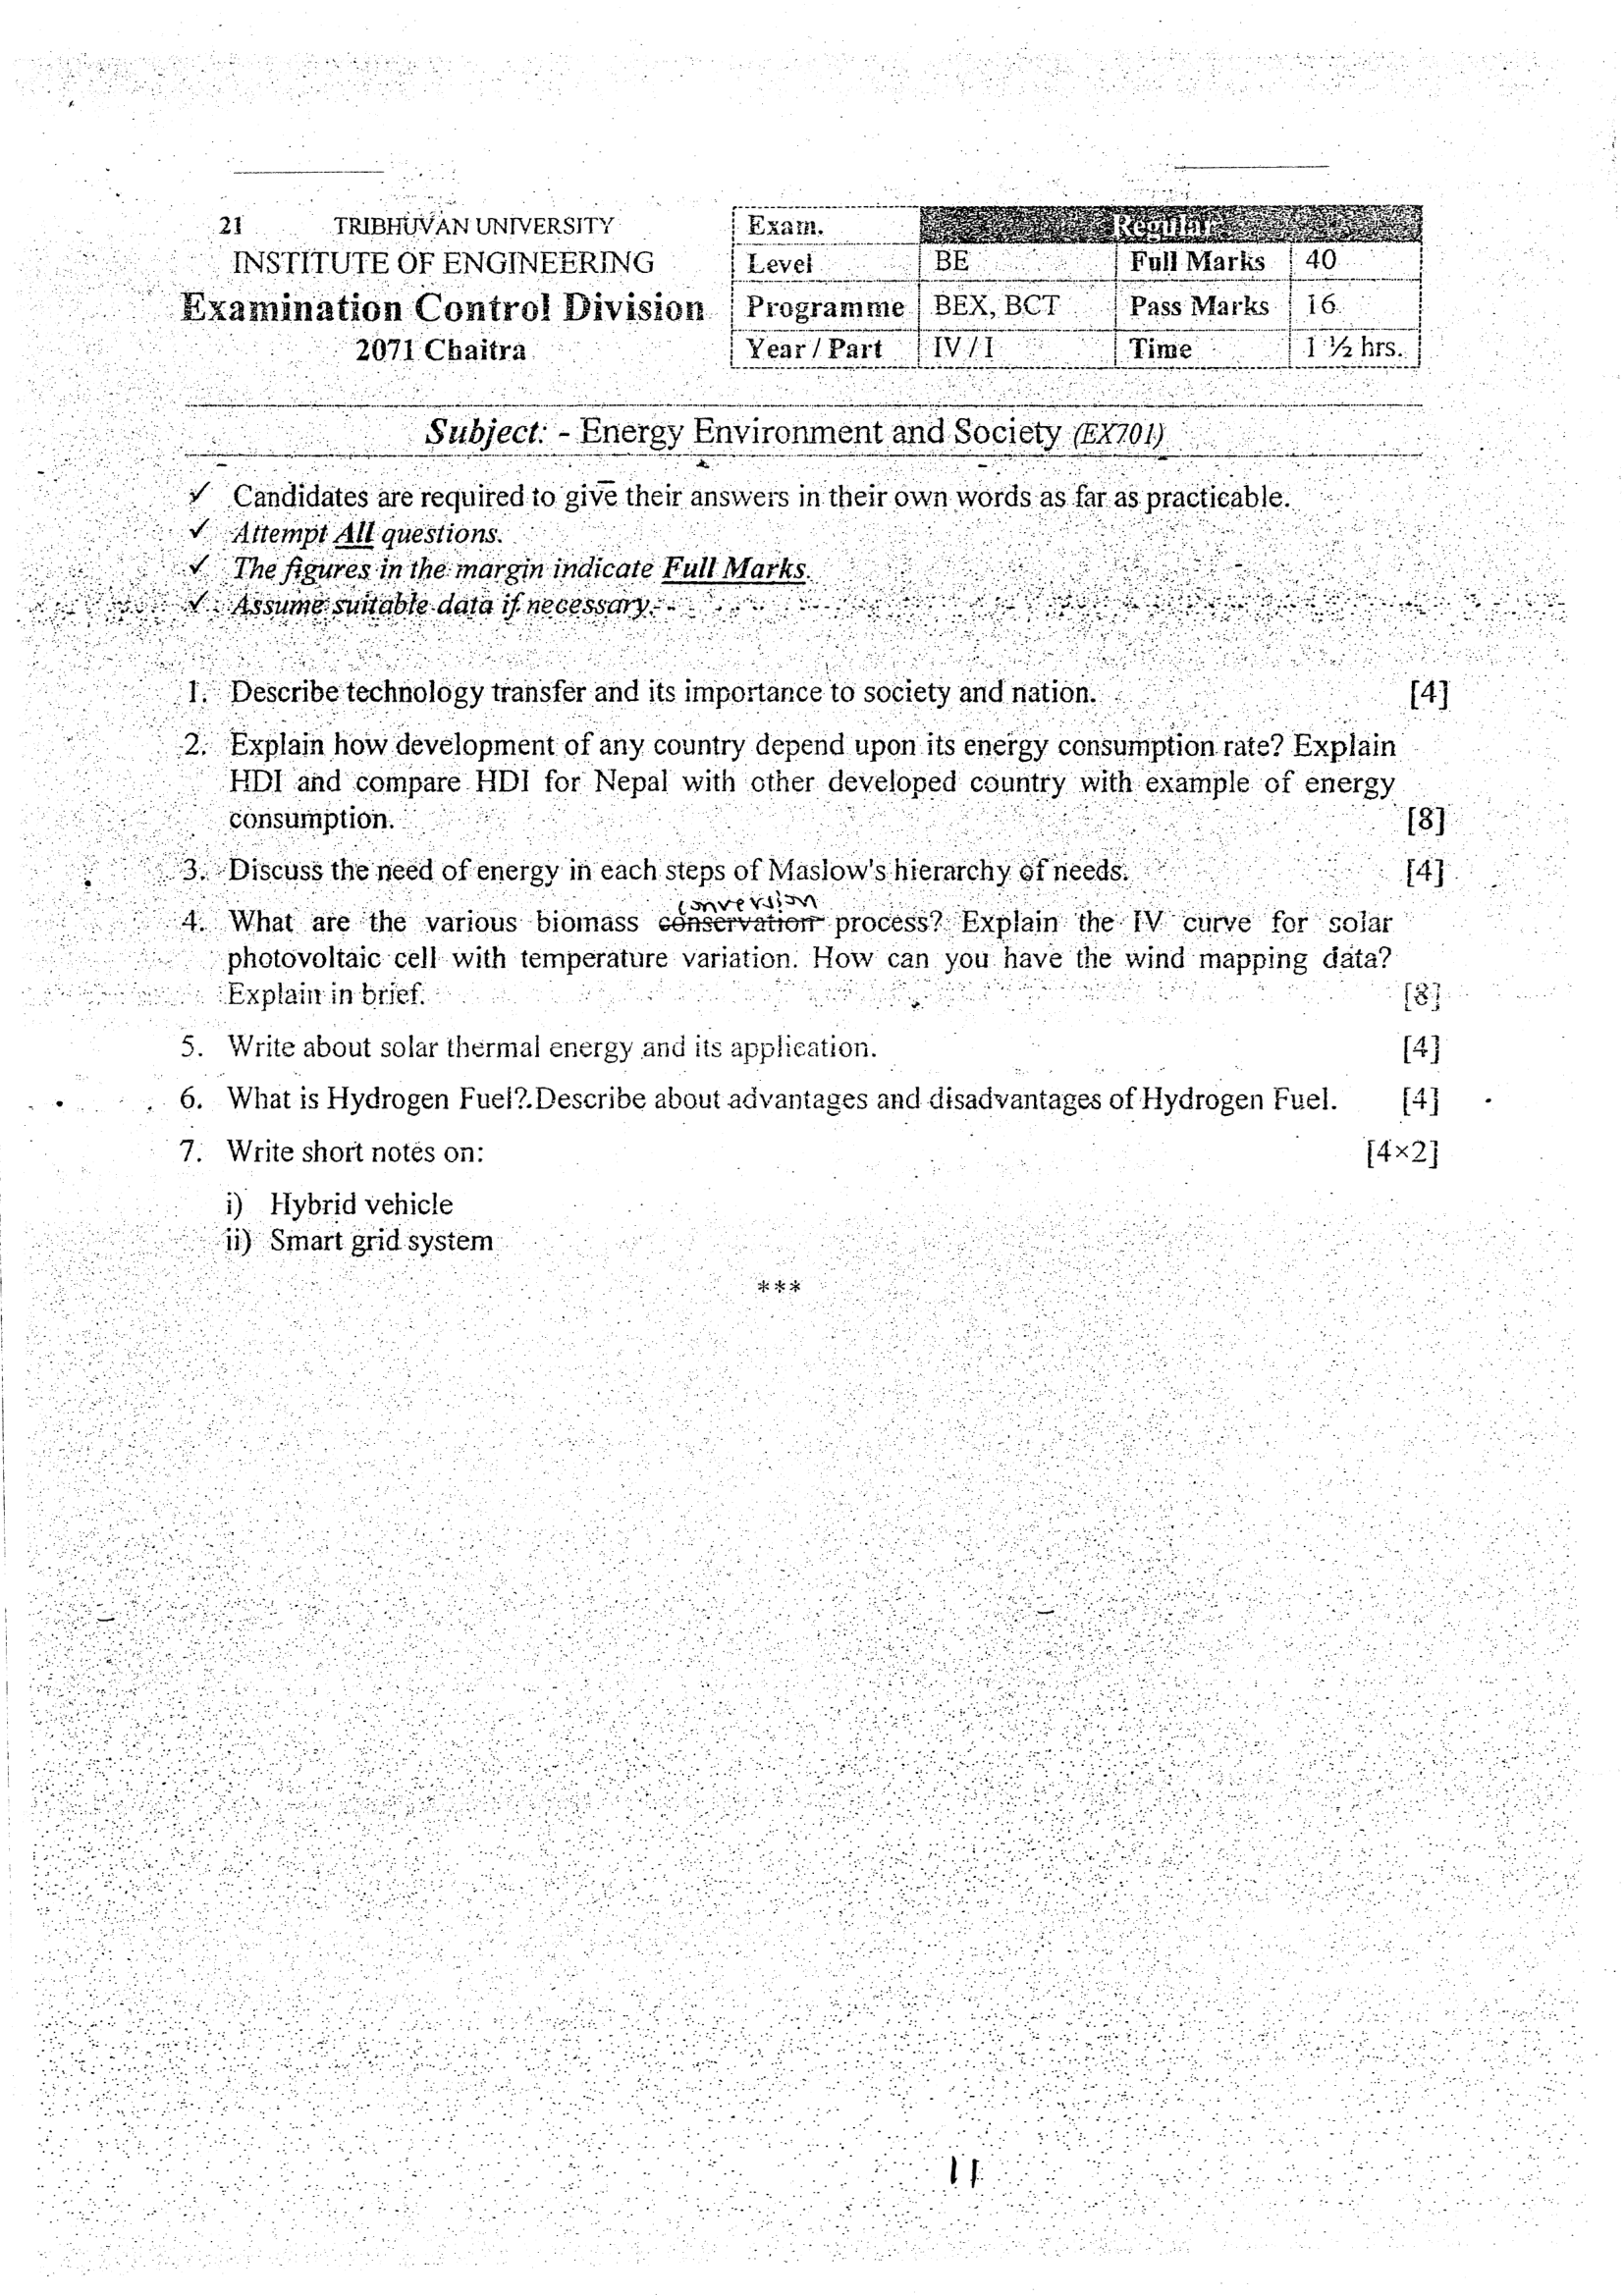 21 TRIBHUVAN UNIVERSITY
INSTITUTE OF ENGINEERING
Examination Control Division
2071 Chaitra
Exam. Regular
Level BE Full Marks 40
Programme BEX, BCT Pass Marks 16
Year / Part IV / I Time 1 ½ hrs.
Subject: - Energy Environment and Society (EX701)
✓ Candidates are required to give their answers in their own words as far as practicable.
✓ Attempt All questions.
✓ The figures in the margin indicate Full Marks.
✓ Assume suitable data if necessary.
1. Describe technology transfer and its importance to society and nation. [4]
2. Explain how development of any country depend upon its energy consumption rate? Explain
HDI and compare HDI for Nepal with other developed country with example of energy
consumption. [8]
3. Discuss the need of energy in each steps of Maslow's hierarchy of needs. [4]
conversion
4. What are the various biomass conservation process? Explain the IV curve for solar
photovoltaic cell with temperature variation. How can you have the wind mapping data?
Explain in brief. [8]
5. Write about solar thermal energy and its application. [4]
6. What is Hydrogen Fuel? Describe about advantages and disadvantages of Hydrogen Fuel. [4]
7. Write short notes on: [4×2]
i) Hybrid vehicle
ii) Smart grid system
***